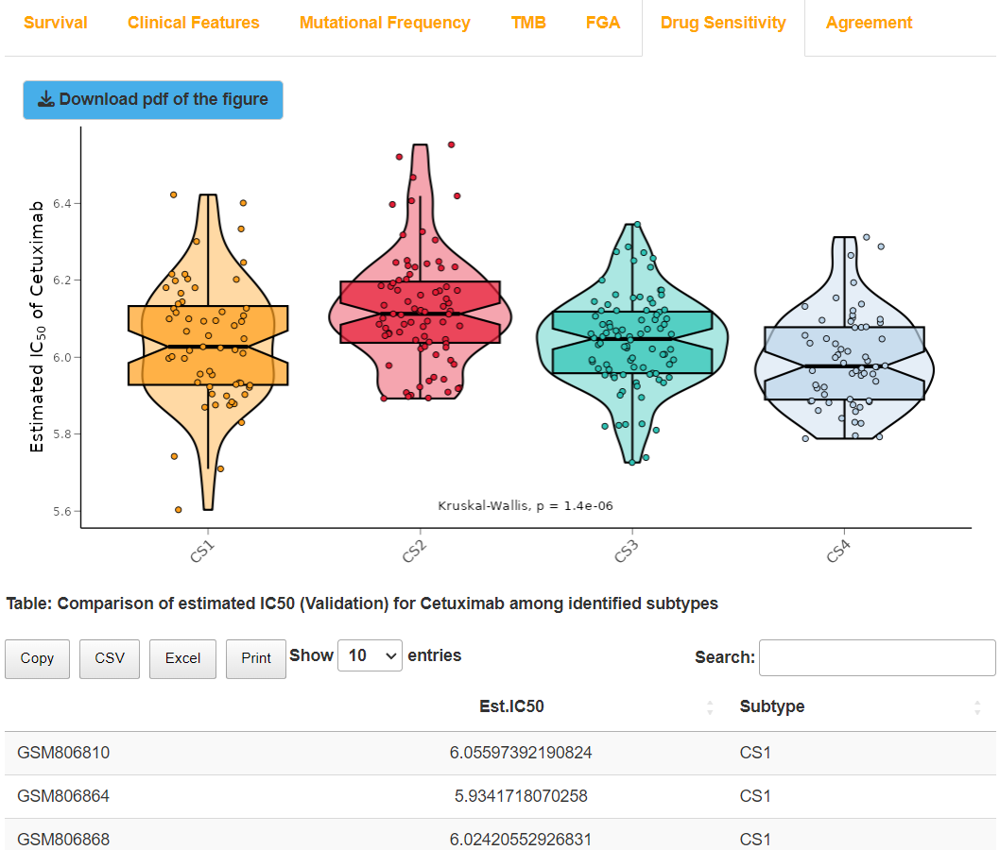 Survival Clinical Features Mutational Frequency TMB FGA Drug Sensitivity Agreement
Download pdf of the figure
Estimated IC50 of Cetuximab
6.4
6.2
6.0
5.8
5.6
Kruskal-Wallis, p = 1.4e-06
CS1 CS2 CS3 CS4
Table: Comparison of estimated IC50 (Validation) for Cetuximab among identified subtypes
Copy CSV Excel Print Show 10 entries Search:
Est.IC50 Subtype
GSM806810 6.05597392190824 CS1
GSM806864 5.9341718070258 CS1
GSM806868 6.02420552926831 CS1